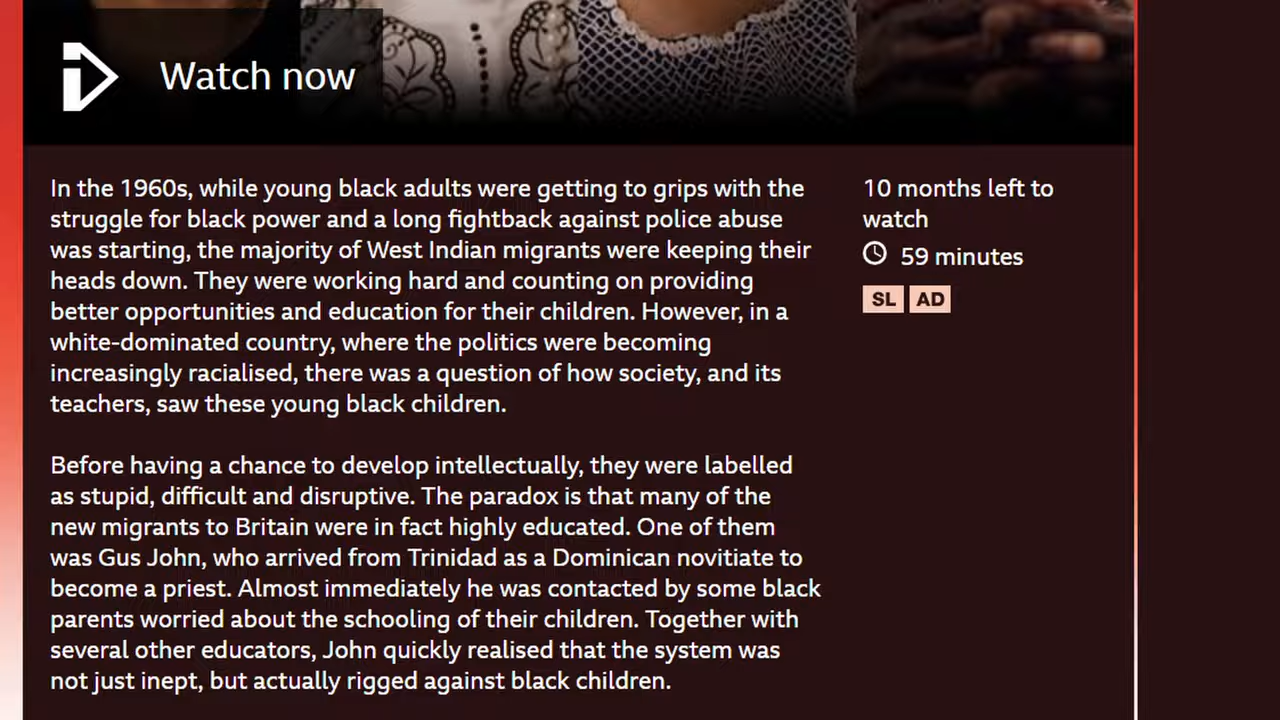 Watch now
In the 1960s, while young black adults were getting to grips with the
struggle for black power and a long fightback against police abuse
was starting, the majority of West Indian migrants were keeping their
heads down. They were working hard and counting on providing
better opportunities and education for their children. However, in a
white-dominated country, where the politics were becoming
increasingly racialised, there was a question of how society, and its
teachers, saw these young black children.
Before having a chance to develop intellectually, they were labelled
as stupid, difficult and disruptive. The paradox is that many of the
new migrants to Britain were in fact highly educated. One of them
was Gus John, who arrived from Trinidad as a Dominican novitiate to
become a priest. Almost immediately he was contacted by some black
parents worried about the schooling of their children. Together with
several other educators, John quickly realised that the system was
not just inept, but actually rigged against black children.
10 months left to
watch
59 minutes
SL AD